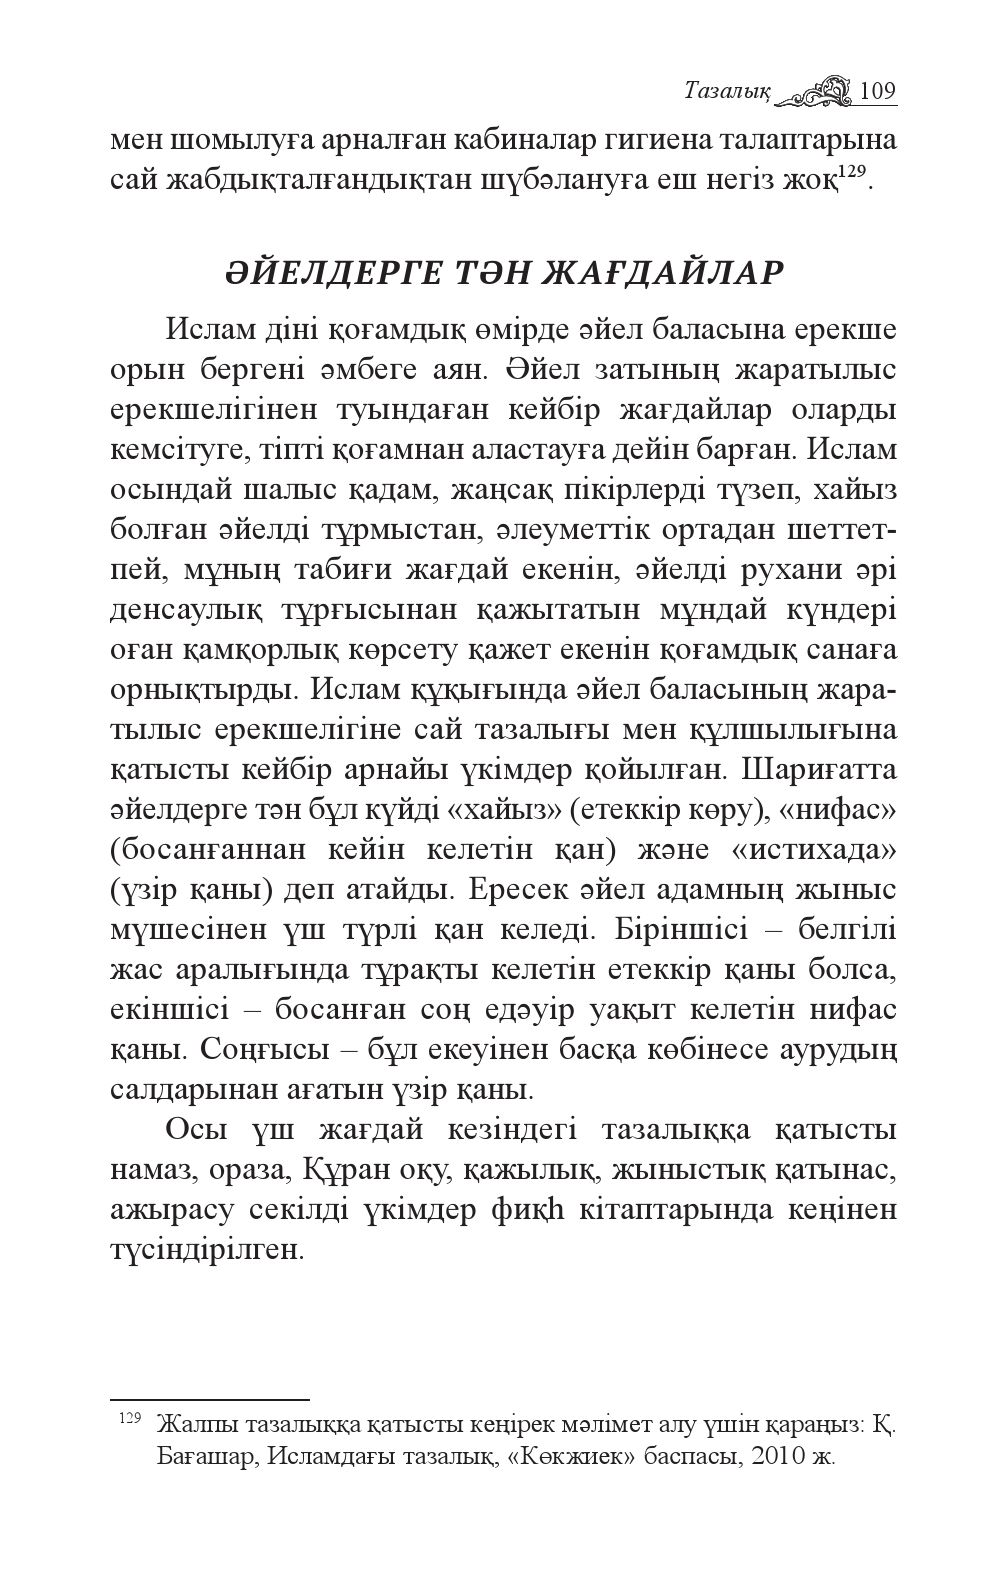 Тазалық 109
мен шомылуға арналған кабиналар гигиена талаптарына
сай жабдықталғандықтан шүбәлануға еш негіз жоқ¹²⁹.
ӘЙЕЛДЕРГЕ ТӘН ЖАҒДАЙЛАР
Ислам діні қоғамдық өмірде әйел баласына ерекше
орын бергені әмбеге аян. Әйел затының жаратылыс
ерекшелігінен туындаған кейбір жағдайлар оларды
кемсітуге, тіпті қоғамнан аластауға дейін барған. Ислам
осындай шалыс қадам, жаңсақ пікірлерді түзеп, хайыз
болған әйелді тұрмыстан, әлеуметтік ортадан шеттет-
пей, мұның табиғи жағдай екенін, әйелді рухани әрі
денсаулық тұрғысынан қажытатын мұндай күндері
оған қамқорлық көрсету қажет екенін қоғамдық санаға
орнықтырды. Ислам құқығында әйел баласының жара-
тылыс ерекшелігіне сай тазалығы мен құлшылығына
қатысты кейбір арнайы үкімдер қойылған. Шариғатта
әйелдерге тән бұл күйді «хайыз» (етеккір көру), «нифас»
(босанғаннан кейін келетін қан) және «истихада»
(үзір қаны) деп атайды. Ересек әйел адамның жыныс
мүшесінен үш түрлі қан келеді. Біріншісі – белгілі
жас аралығында тұрақты келетін етеккір қаны болса,
екіншісі – босанған соң едәуір уақыт келетін нифас
қаны. Соңғысы – бұл екеуінен басқа көбінесе аурудың
салдарынан ағатын үзір қаны.
Осы үш жағдай кезіндегі тазалыққа қатысты
намаз, ораза, Құран оқу, қажылық, жыныстық қатынас,
ажырасу секілді үкімдер фиқһ кітаптарында кеңінен
түсіндірілген.
129 Жалпы тазалыққа қатысты кеңірек мәлімет алу үшін қараңыз: Қ.
Бағашар, Исламдағы тазалық, «Көкжиек» баспасы, 2010 ж.